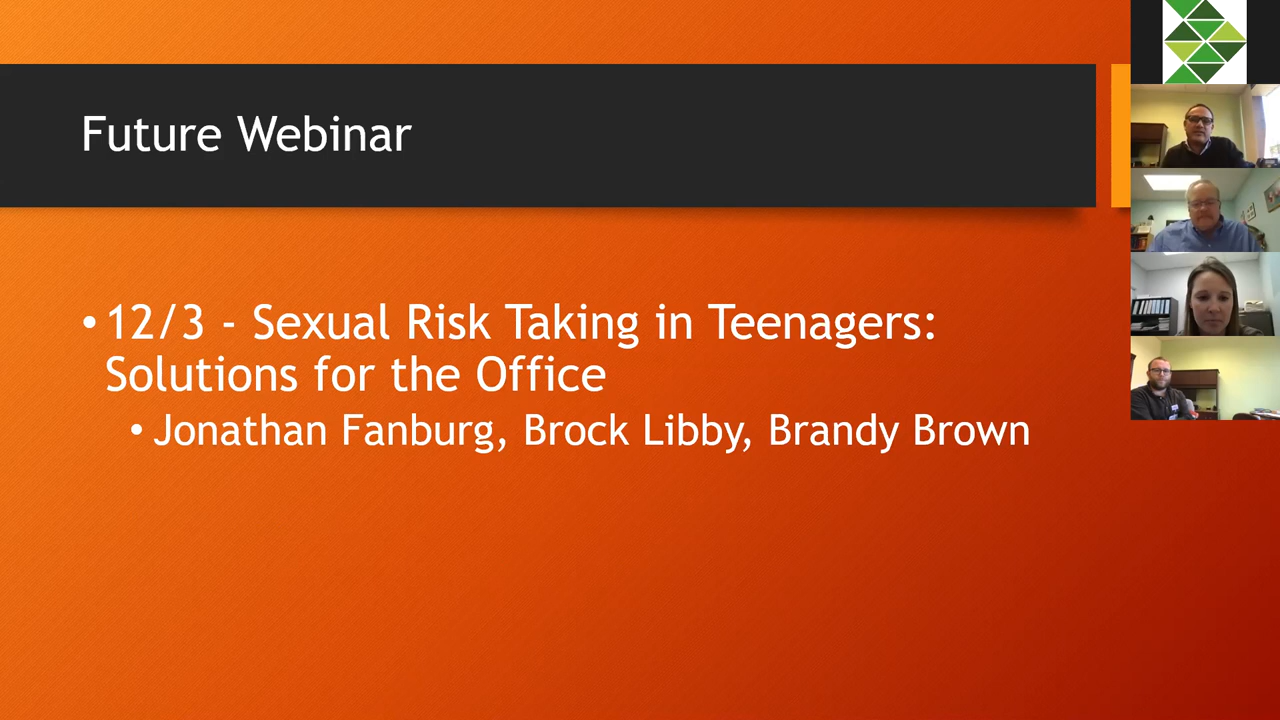 Future Webinar
• 12/3 - Sexual Risk Taking in Teenagers:
Solutions for the Office
• Jonathan Fanburg, Brock Libby, Brandy Brown